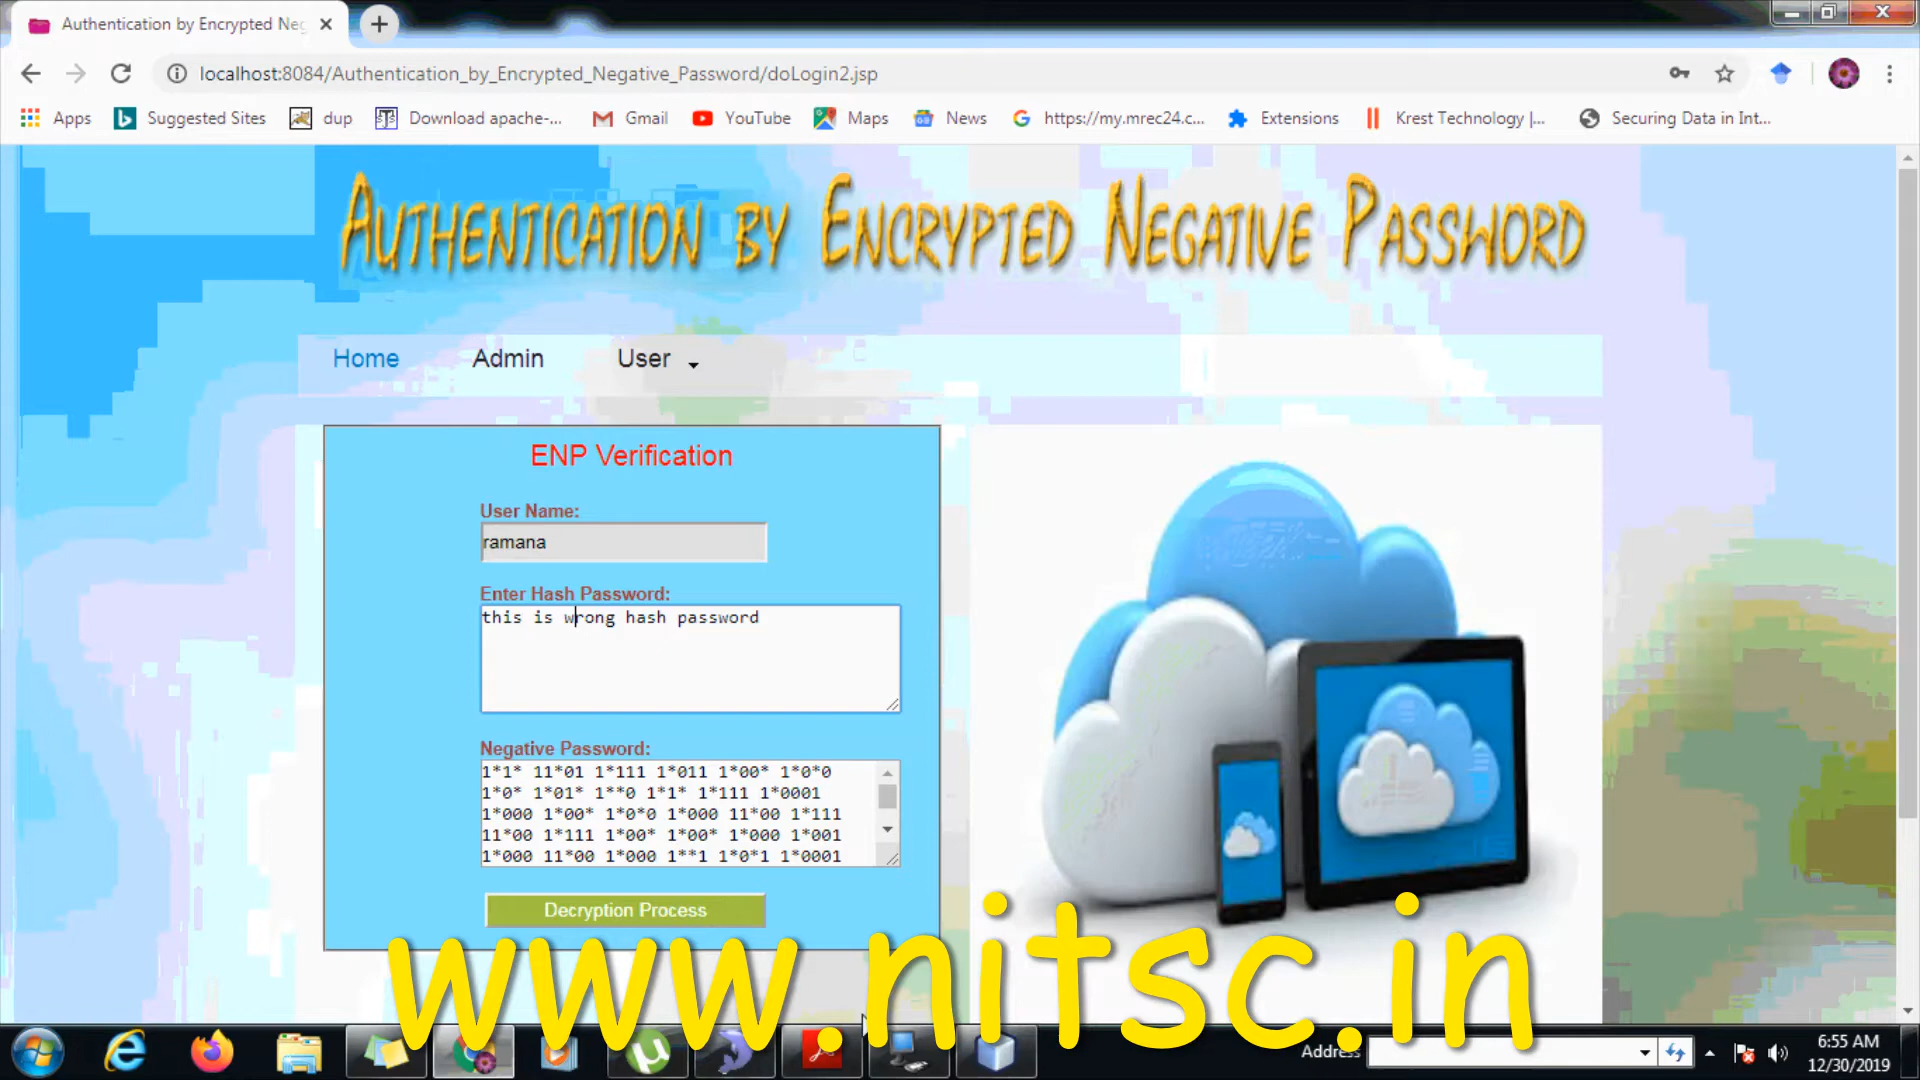 Authentication by Encrypted Neg
localhost:8084/Authentication_by_Encrypted_Negative_Password/doLogin2.jsp
Apps Suggested Sites dup Download apache-... Gmail YouTube Maps News https://my.mrec24.c... Extensions Krest Technology |... Securing Data in Int...
AUTHENTICATION BY ENCRYPTED NEGATIVE PASSWORD
Home Admin User
ENP Verification
User Name:
ramana
Enter Hash Password:
this is wrong hash password
Negative Password:
1*1* 11*01 1*111 1*011 1*00* 1*0*0
1*0* 1*01* 1**0 1*1* 1*111 1*0001
1*000 1*00* 1*0*0 1*000 11*00 1*111
11*00 1*111 1*00* 1*00* 1*000 1*001
1*000 11*00 1*000 1**1 1*0*1 1*0001
Decryption Process
www.nitsc.in
Address
6:55 AM
12/30/2019